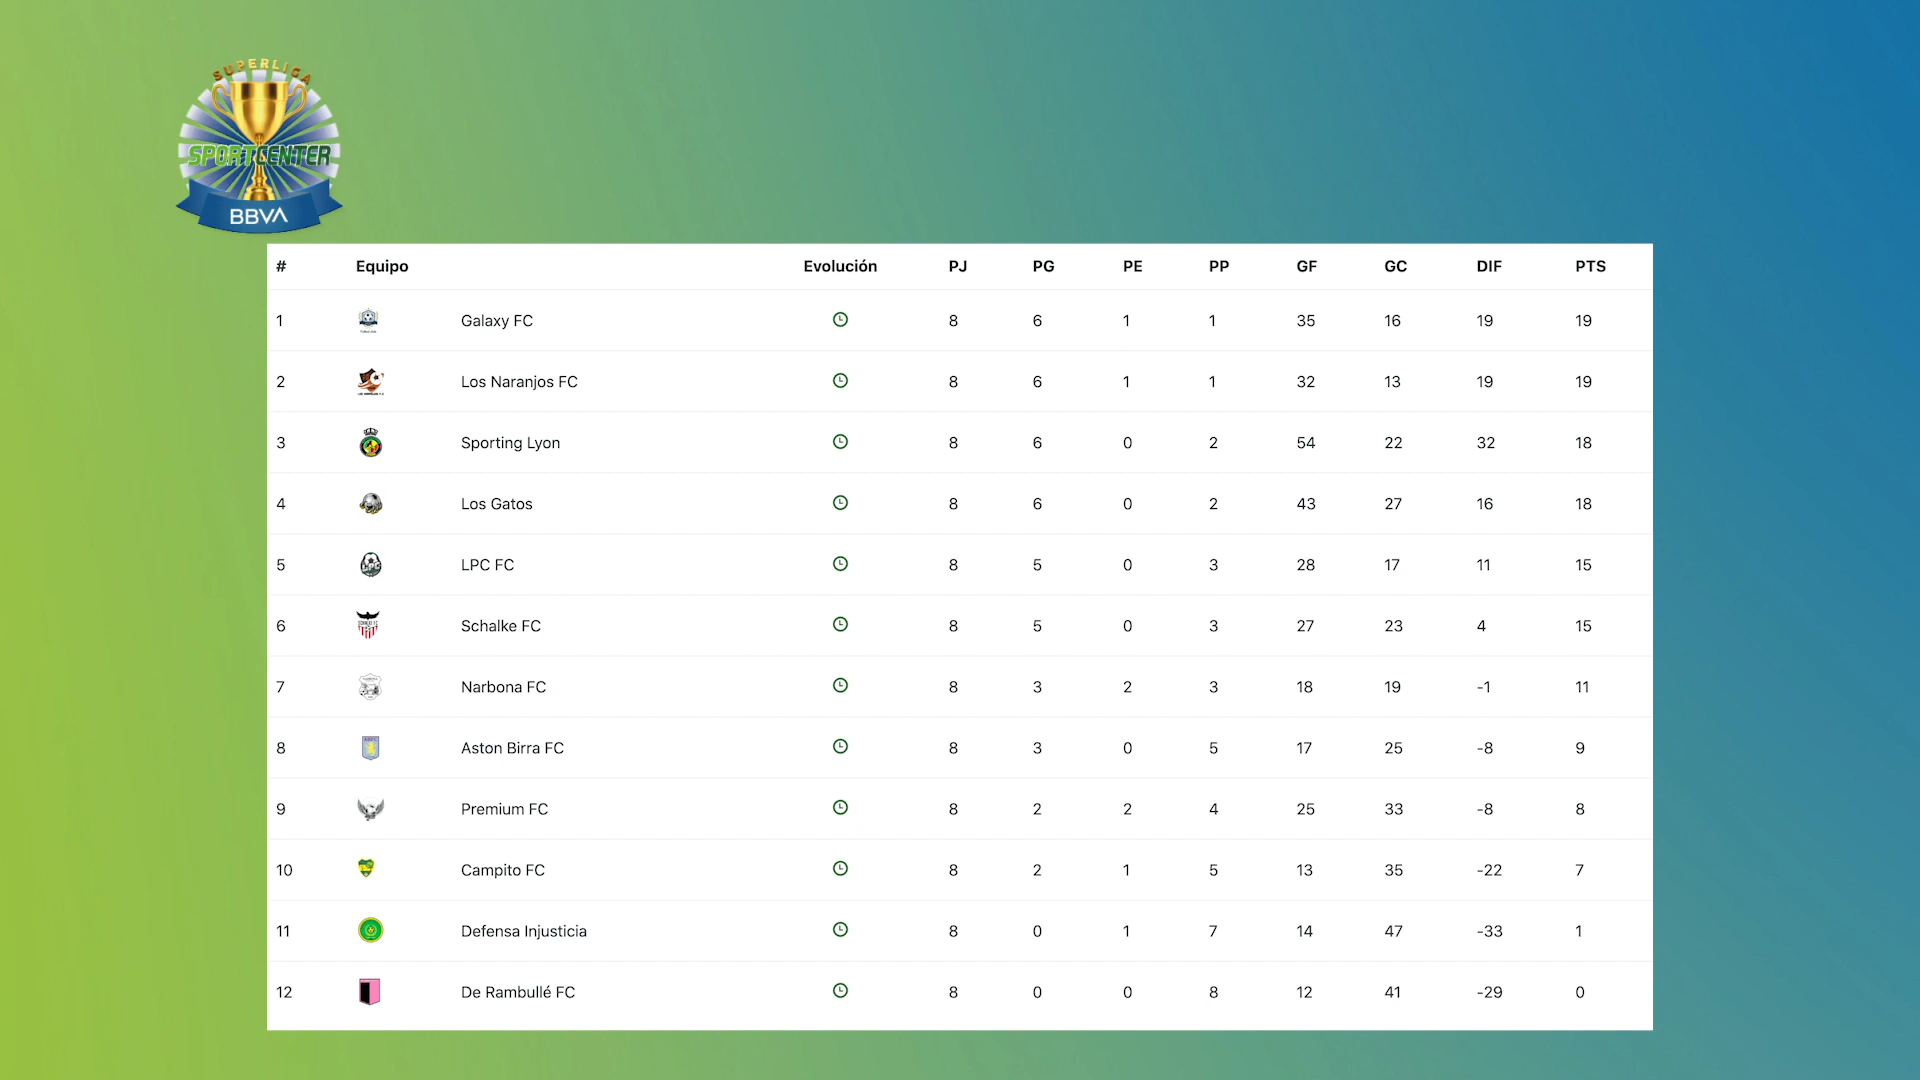 SUPERLIGA
SPORTCENTER
BBVA
# Equipo Evolución PJ PG PE PP GF GC DIF PTS
1 Galaxy FC 8 6 1 1 35 16 19 19
2 Los Naranjos FC 8 6 1 1 32 13 19 19
3 Sporting Lyon 8 6 0 2 54 22 32 18
4 Los Gatos 8 6 0 2 43 27 16 18
5 LPC FC 8 5 0 3 28 17 11 15
6 Schalke FC 8 5 0 3 27 23 4 15
7 Narbona FC 8 3 2 3 18 19 -1 11
8 Aston Birra FC 8 3 0 5 17 25 -8 9
9 Premium FC 8 2 2 4 25 33 -8 8
10 Campito FC 8 2 1 5 13 35 -22 7
11 Defensa Injusticia 8 0 1 7 14 47 -33 1
12 De Rambullé FC 8 0 0 8 12 41 -29 0